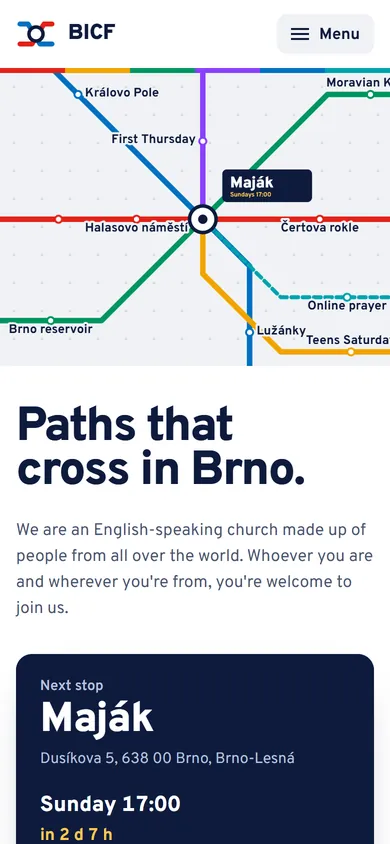 BICF
Menu
Moravian K
Královo Pole
First Thursday
Maják
Sundays 17:00
Halasovo náměstí
Čertova rokle
Online prayer
Brno reservoir
Lužánky
Teens Saturda
Paths that
cross in Brno.
We are an English-speaking church made up of
people from all over the world. Whoever you are
and wherever you're from, you're welcome to
join us.
Next stop
Maják
Dusíkova 5, 638 00 Brno, Brno-Lesná
Sunday 17:00
in 2 d 7 h